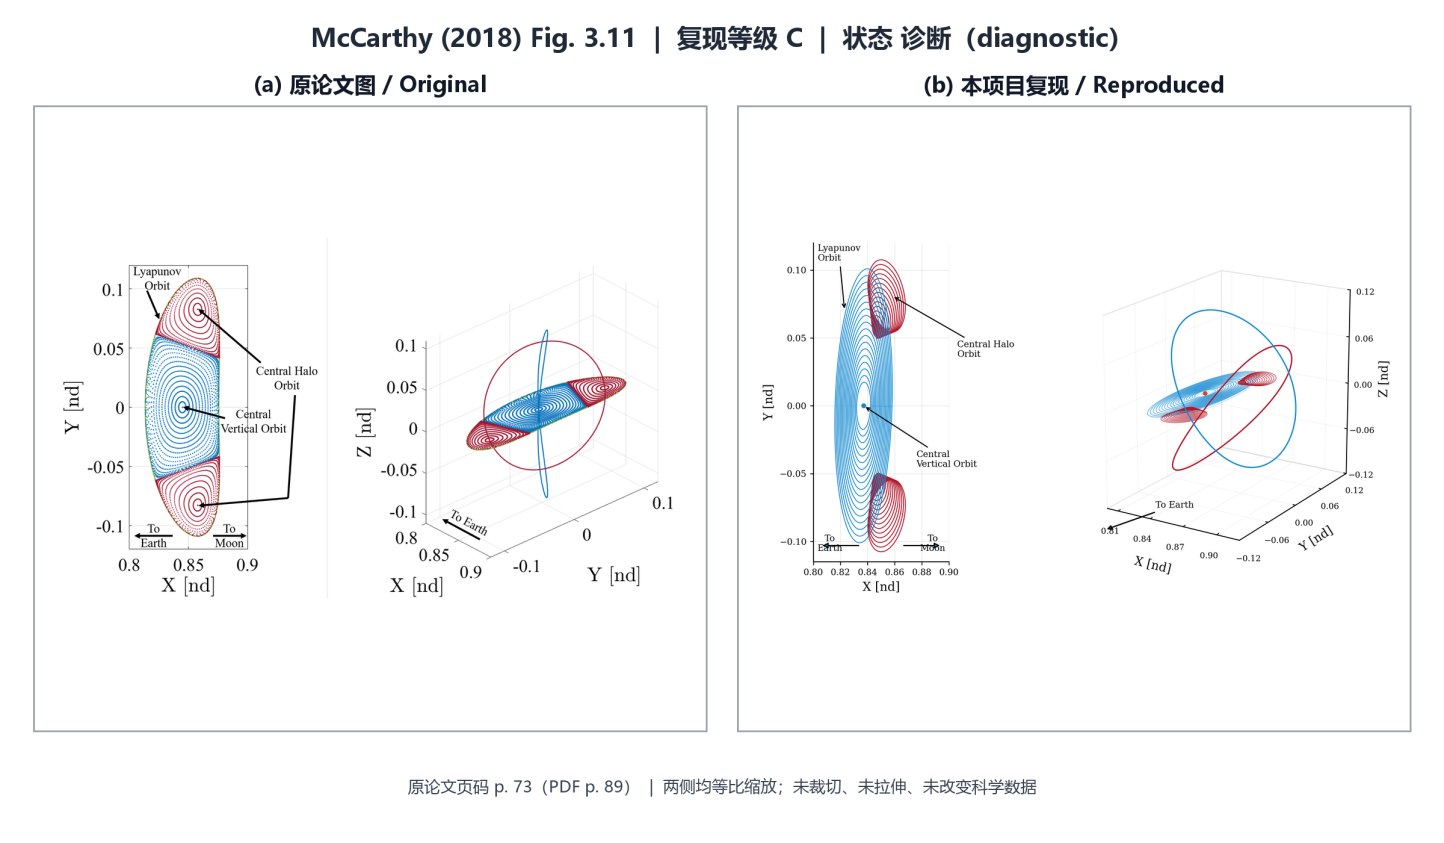 McCarthy (2018) Fig. 3.11 | 复现等级 C | 状态 诊断 (diagnostic)
(a) 原论文图 / Original
(b) 本项目复现 / Reproduced
Lyapunov
Orbit
0.1
0.05
0
-0.05
-0.1
Y [nd]
Central Halo
Orbit
Central
Vertical Orbit
To
Earth
To
Moon
0.8
0.85
0.9
X [nd]
0.1
0.05
0
-0.05
-0.1
Z [nd]
To Earth
0.8
0.85
0.9
X [nd]
-0.1
0
0.1
Y [nd]
Lyapunov
Orbit
0.10
0.05
0.00
−0.05
−0.10
Y [nd]
Central Halo
Orbit
Central
Vertical Orbit
To
Earth
To
Moon
0.80
0.82
0.84
0.86
0.88
0.90
X [nd]
0.12
0.06
0.00
−0.06
−0.12
Z [nd]
To Earth
0.81
0.84
0.87
0.90
X [nd]
−0.12
−0.06
0.00
0.06
0.12
Y [nd]
原论文页码 p. 73（PDF p. 89） | 两侧均等比缩放；未裁切、未拉伸、未改变科学数据